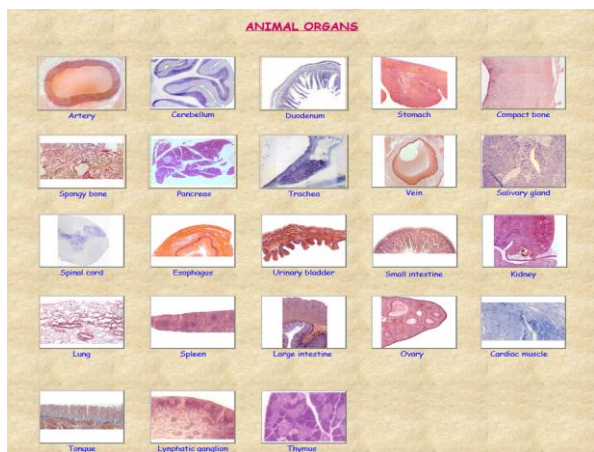 ANIMAL ORGANS
Artery Cerebellum Duodenum Stomach Compact bone
Spongy bone Pancreas Trachea Vein Salivary gland
Spinal cord Esophagus Urinary bladder Small intestine Kidney
Lung Spleen Large intestine Ovary Cardiac muscle
Tongue Lynphatic ganglion Thymus